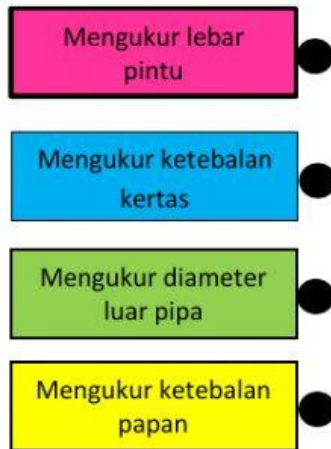 Mengukur lebar
pintu
Mengukur ketebalan
kertas
Mengukur diameter
luar pipa
Mengukur ketebalan
papan